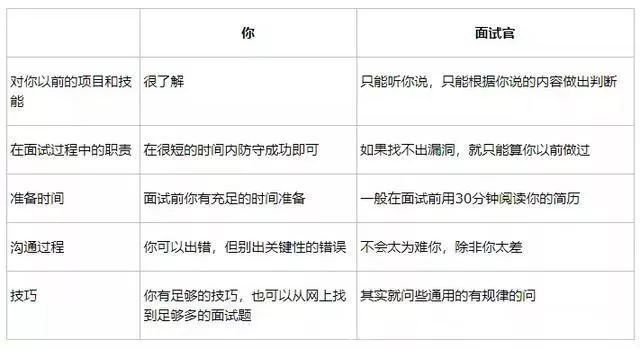 你 面试官
对你以前的项目和技 很了解 只能听你说，只能根据你说的内容做出判断
能
在面试过程中的职责 在很短的时间内防守成功即可 如果找不出漏洞，就只能算你以前做过
准备时间 面试前你有充足的时间准备 一般在面试前用30分钟阅读你的简历
沟通过程 你可以出错，但别出关键性的错误 不会太为难你，除非你太差
技巧 你有足够的技巧，也可以从网上找 其实就问些通用的有规律的问
到足够多的面试题